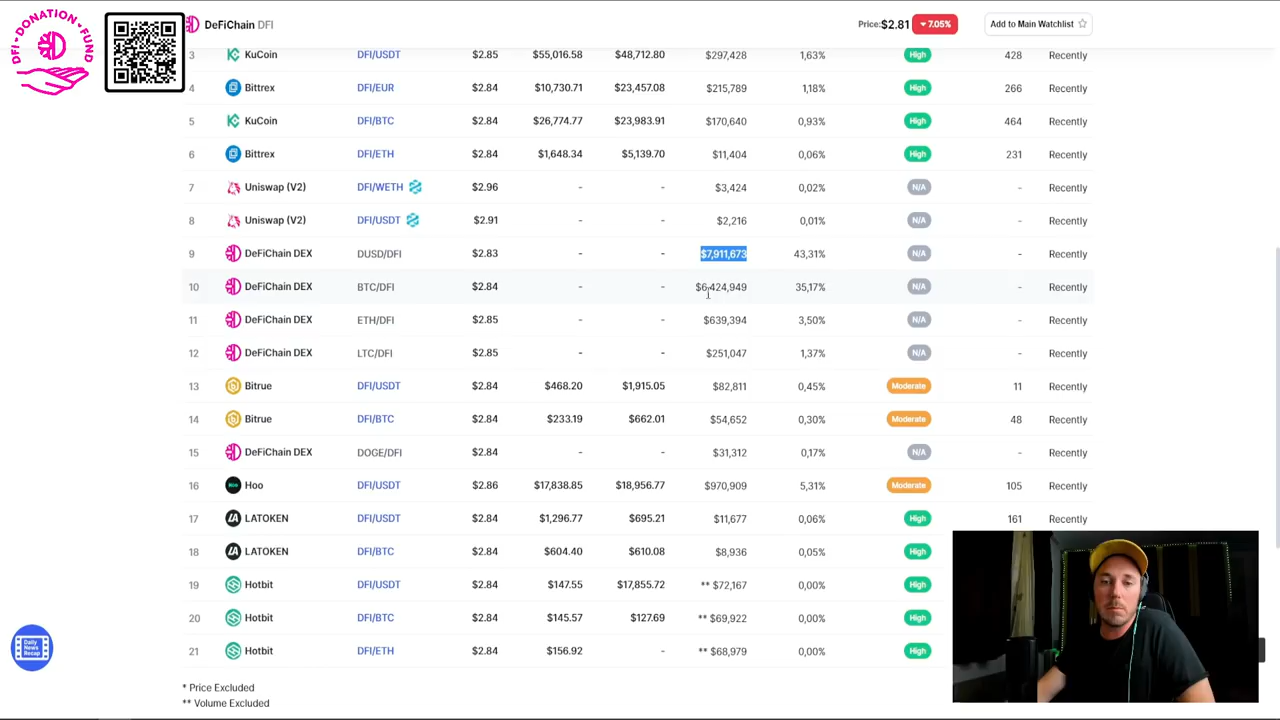 DFI·DONATION·FUND
DeFiChain DFI
Price: $2.81 7.05%
Add to Main Watchlist
3 KuCoin DFI/USDT $2.85 $55,016.58 $48,712.80 $297,428 1,63% High 428 Recently
4 Bittrex DFI/EUR $2.84 $10,730.71 $23,457.08 $215,789 1,18% High 266 Recently
5 KuCoin DFI/BTC $2.84 $26,774.77 $23,983.91 $170,640 0,93% High 464 Recently
6 Bittrex DFI/ETH $2.84 $1,648.34 $5,139.70 $11,404 0,06% High 231 Recently
7 Uniswap (V2) DFI/WETH $2.96 - - $3,424 0,02% N/A - Recently
8 Uniswap (V2) DFI/USDT $2.91 - - $2,216 0,01% N/A - Recently
9 DeFiChain DEX DUSD/DFI $2.83 - - $7,911,673 43,31% N/A - Recently
10 DeFiChain DEX BTC/DFI $2.84 - - $6,424,949 35,17% N/A - Recently
11 DeFiChain DEX ETH/DFI $2.85 - - $639,394 3,50% N/A - Recently
12 DeFiChain DEX LTC/DFI $2.85 - - $251,047 1,37% N/A - Recently
13 Bitrue DFI/USDT $2.84 $468.20 $1,915.05 $82,811 0,45% Moderate 11 Recently
14 Bitrue DFI/BTC $2.84 $233.19 $662.01 $54,652 0,30% Moderate 48 Recently
15 DeFiChain DEX DOGE/DFI $2.84 - - $31,312 0,17% N/A - Recently
16 Hoo DFI/USDT $2.86 $17,838.85 $18,956.77 $970,909 5,31% Moderate 105 Recently
17 LATOKEN DFI/USDT $2.84 $1,296.77 $695.21 $11,677 0,06% High 161 Recently
18 LATOKEN DFI/BTC $2.84 $604.40 $610.08 $8,936 0,05% High
19 Hotbit DFI/USDT $2.84 $147.55 $17,855.72 ** $72,167 0,00% High
20 Hotbit DFI/BTC $2.84 $145.57 $127.69 ** $69,922 0,00% High
21 Hotbit DFI/ETH $2.84 $156.92 - ** $68,979 0,00% High
Daily
News
Recap
* Price Excluded
** Volume Excluded